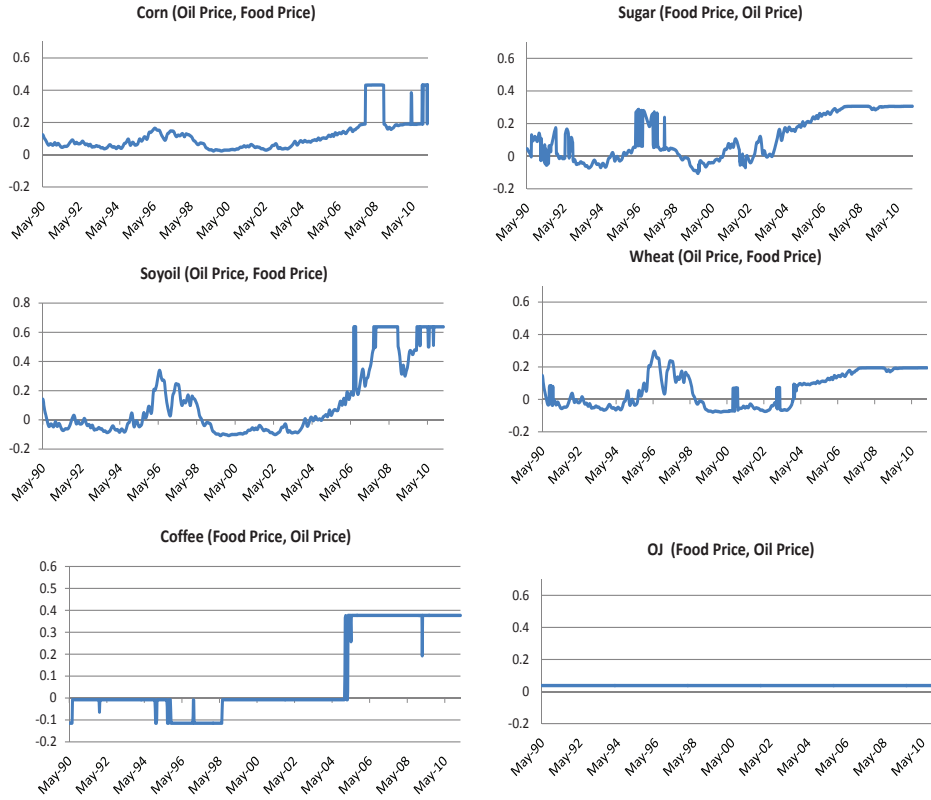 Corn (Oil Price, Food Price)
0.6
0.4
0.2
0
-0.2
May-90
May-92
May-94
May-96
May-98
May-00
May-02
May-04
May-06
May-08
May-10
Sugar (Food Price, Oil Price)
0.6
0.4
0.2
0
-0.2
May-90
May-92
May-94
May-96
May-98
May-00
May-02
May-04
May-06
May-08
May-10
Soyoil (Oil Price, Food Price)
0.8
0.6
0.4
0.2
0
-0.2
May-90
May-92
May-94
May-96
May-98
May-00
May-02
May-04
May-06
May-08
May-10
Wheat (Oil Price, Food Price)
0.6
0.4
0.2
0
-0.2
May-90
May-92
May-94
May-96
May-98
May-00
May-02
May-04
May-06
May-08
May-10
Coffee (Food Price, Oil Price)
0.6
0.5
0.4
0.3
0.2
0.1
0
-0.1
-0.2
May-90
May-92
May-94
May-96
May-98
May-00
May-02
May-04
May-06
May-08
May-10
OJ (Food Price, Oil Price)
0.6
0.4
0.2
0
-0.2
May-90
May-92
May-94
May-96
May-98
May-00
May-02
May-04
May-06
May-08
May-10